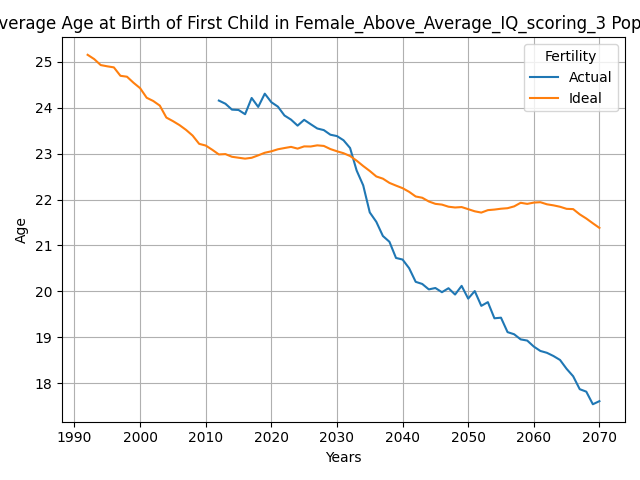 verage Age at Birth of First Child in Female_Above_Average_IQ_scoring_3 Pop
Fertility
Actual
Ideal
25
24
23
22
21
20
19
18
Age
1990 2000 2010 2020 2030 2040 2050 2060 2070
Years